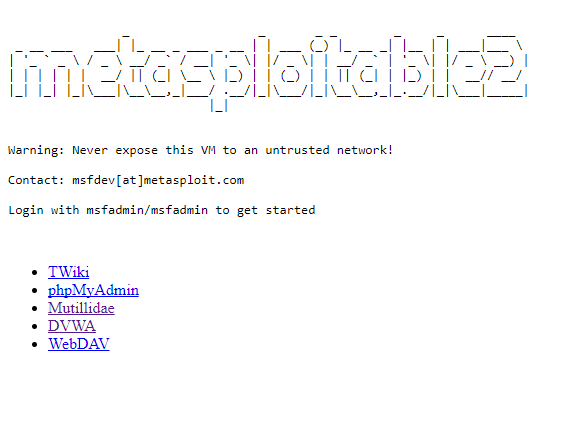 metasploitable2
Warning: Never expose this VM to an untrusted network!
Contact: msfdev[at]metasploit.com
Login with msfadmin/msfadmin to get started
TWiki
phpMyAdmin
Mutillidae
DVWA
WebDAV